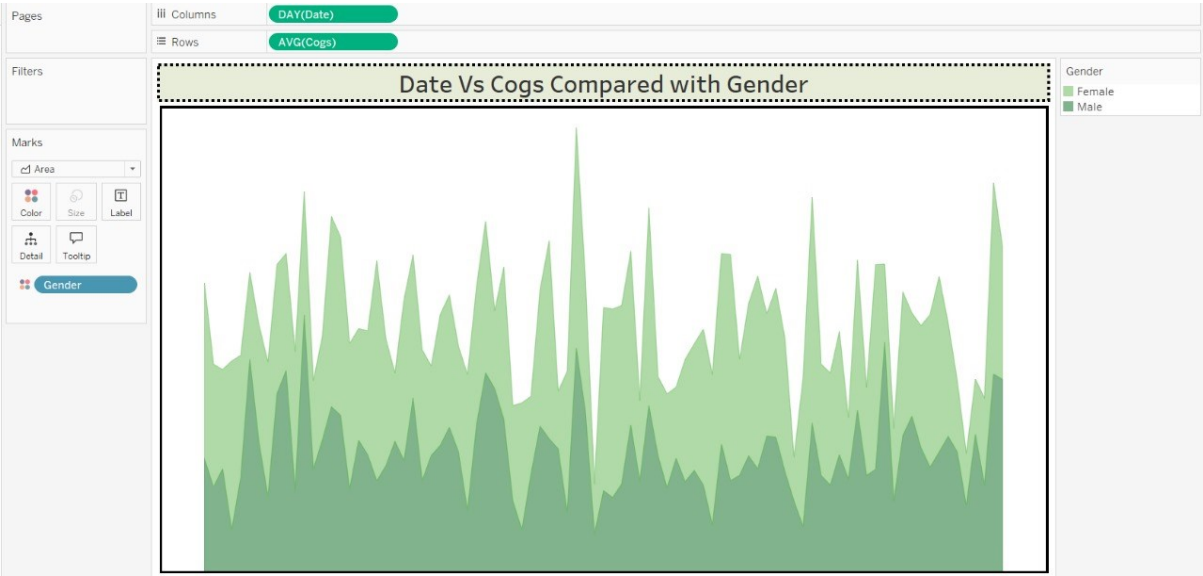 Pages
Columns
DAY(Date)
Rows
AVG(Cogs)
Filters
Date Vs Cogs Compared with Gender
Gender
Female
Male
Marks
Area
Color
Size
T
Label
Detail
Tooltip
Gender